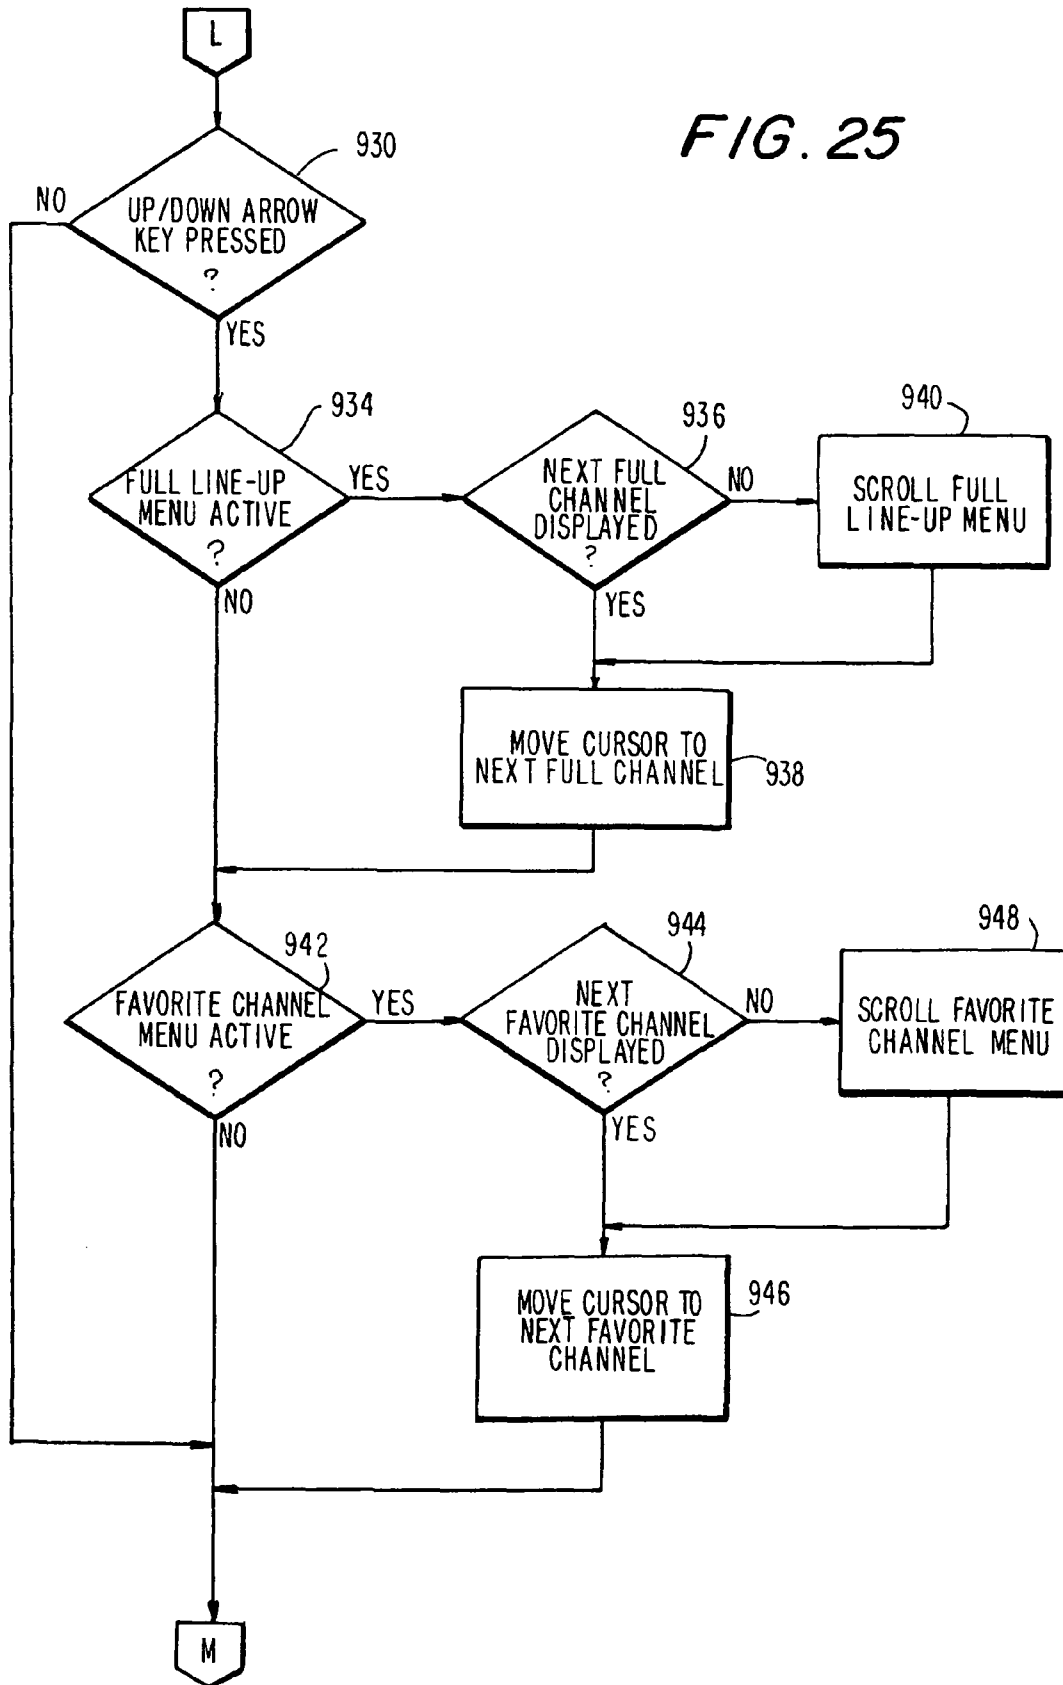 L
FIG. 25
930
NO
UP/DOWN ARROW
KEY PRESSED
?
YES
934
FULL LINE-UP
MENU ACTIVE
?
YES
NO
936
NEXT FULL
CHANNEL
DISPLAYED
?
NO
YES
940
SCROLL FULL
LINE-UP MENU
MOVE CURSOR TO
NEXT FULL CHANNEL
938
942
FAVORITE CHANNEL
MENU ACTIVE
?
YES
NO
944
NEXT
FAVORITE CHANNEL
DISPLAYED
?
NO
YES
948
SCROLL FAVORITE
CHANNEL MENU
MOVE CURSOR TO
NEXT FAVORITE
CHANNEL
946
M